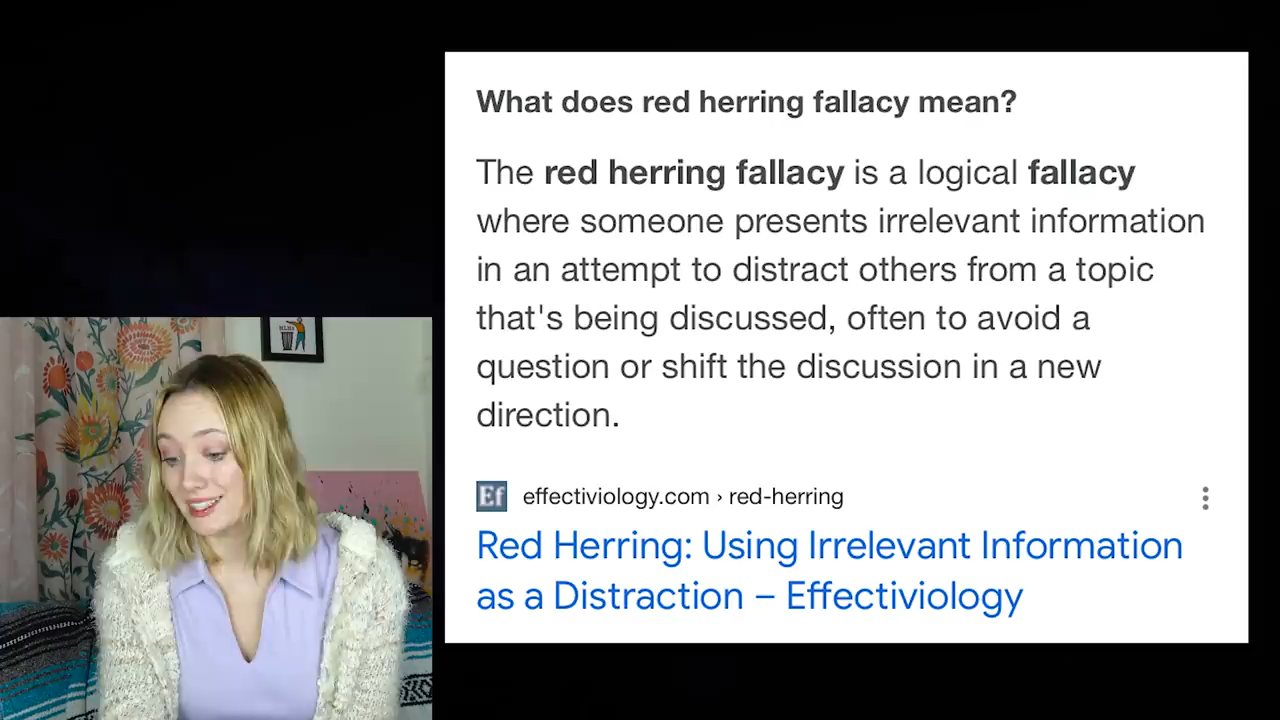 What does red herring fallacy mean?
The red herring fallacy is a logical fallacy
where someone presents irrelevant information
in an attempt to distract others from a topic
that's being discussed, often to avoid a
question or shift the discussion in a new
direction.
Ef
effectiviology.com › red-herring
Red Herring: Using Irrelevant Information
as a Distraction – Effectiviology